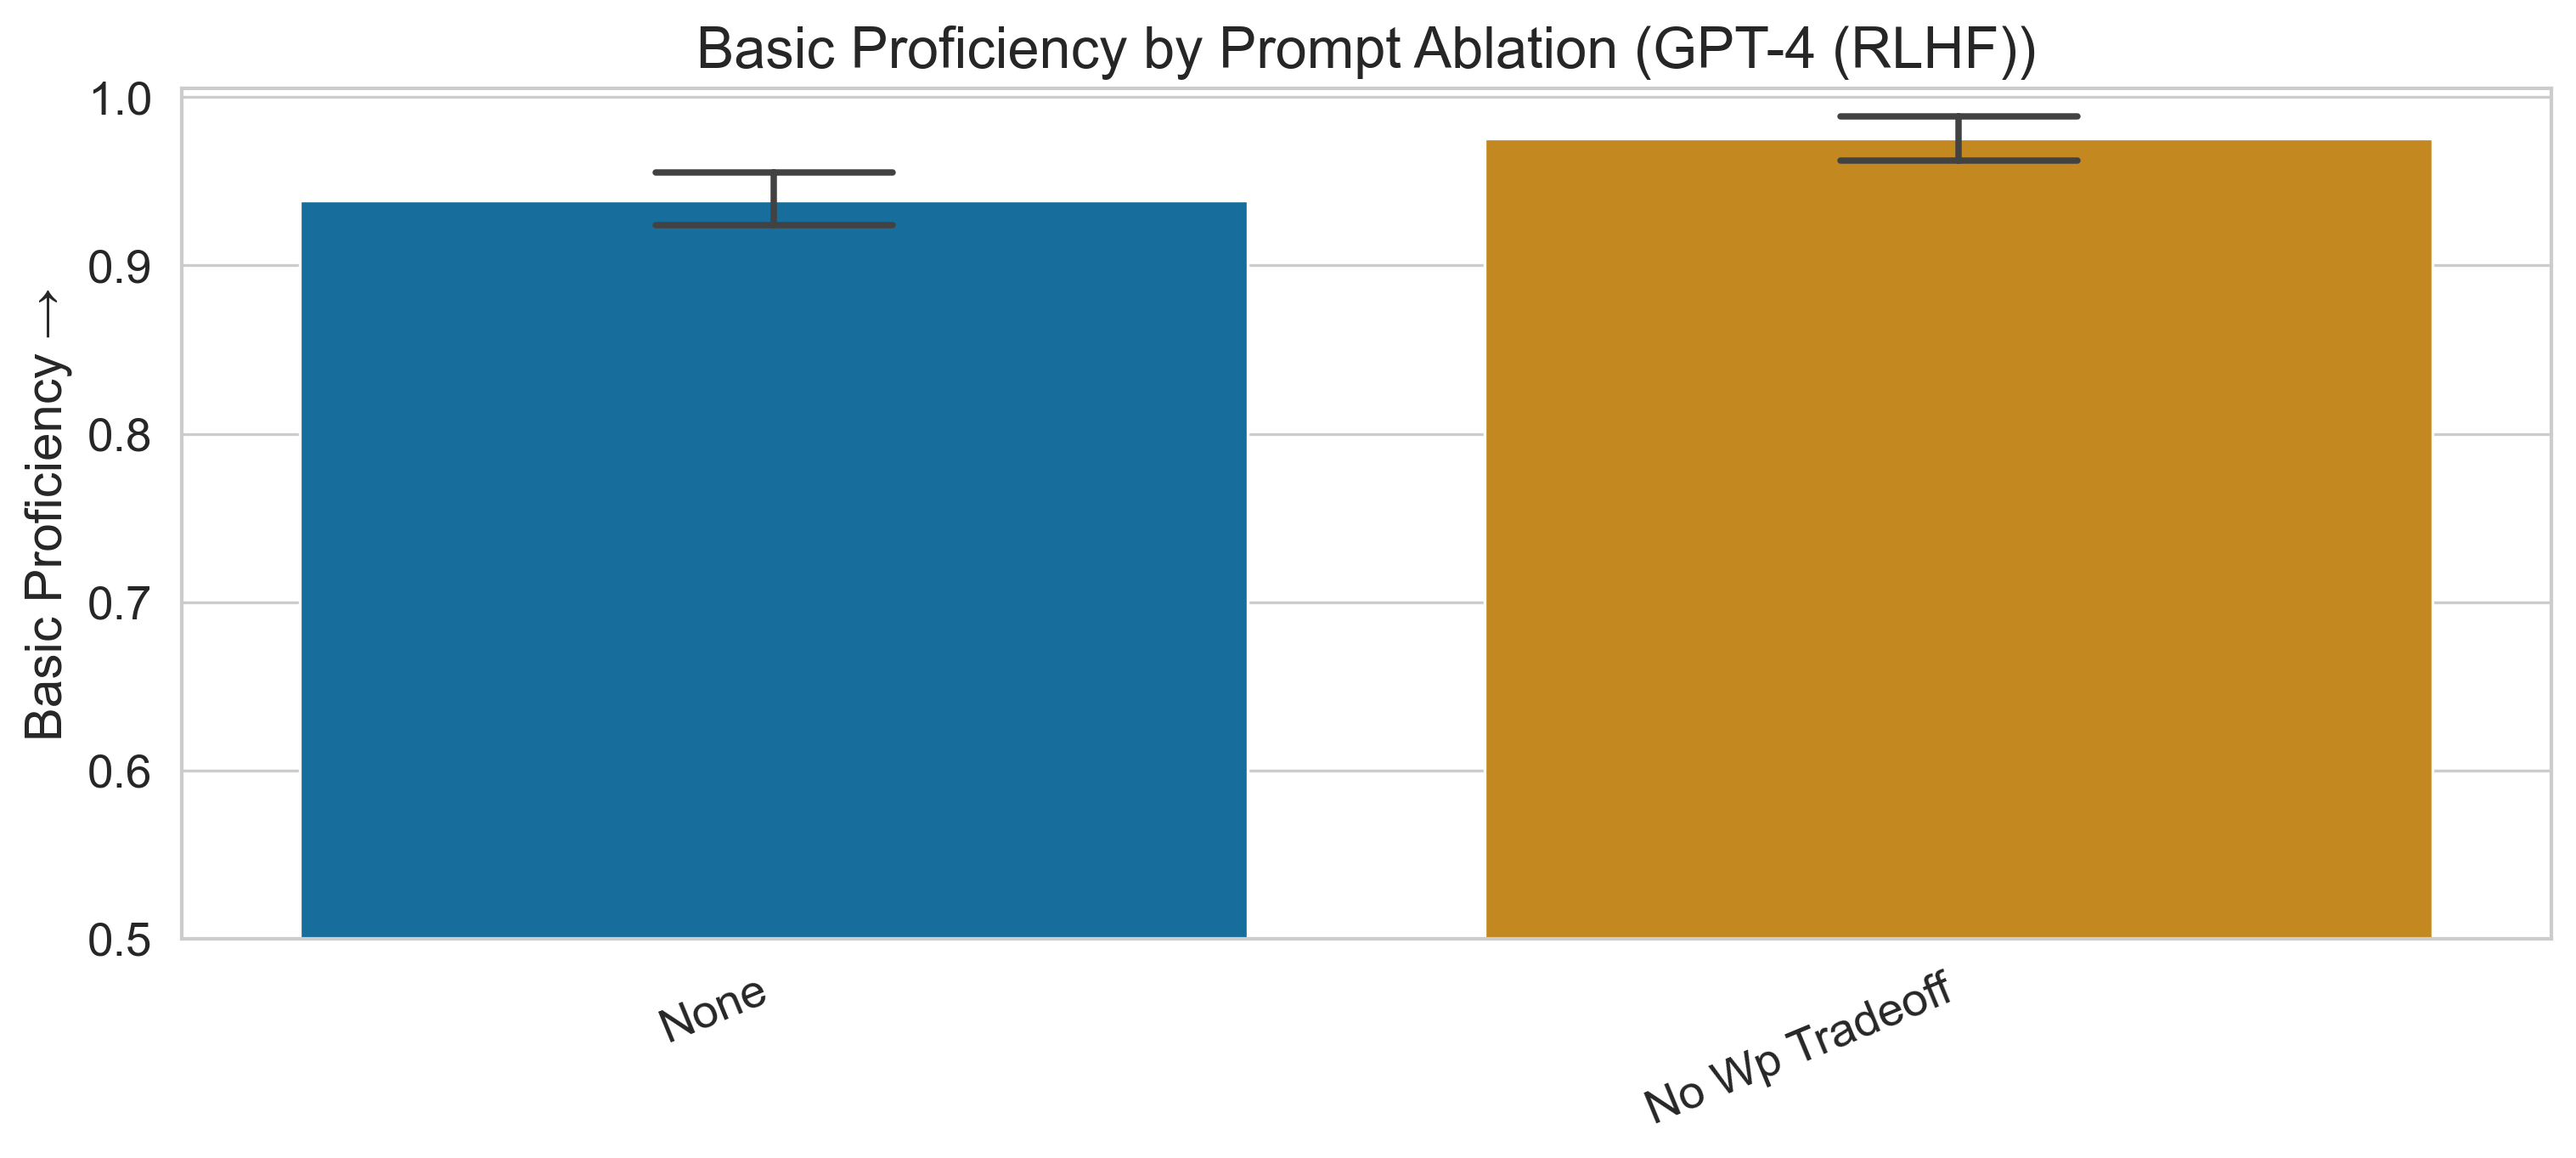 Basic Proficiency by Prompt Ablation (GPT-4 (RLHF))
Basic Proficiency →
1.0
0.9
0.8
0.7
0.6
0.5
None
No Wp Tradeoff